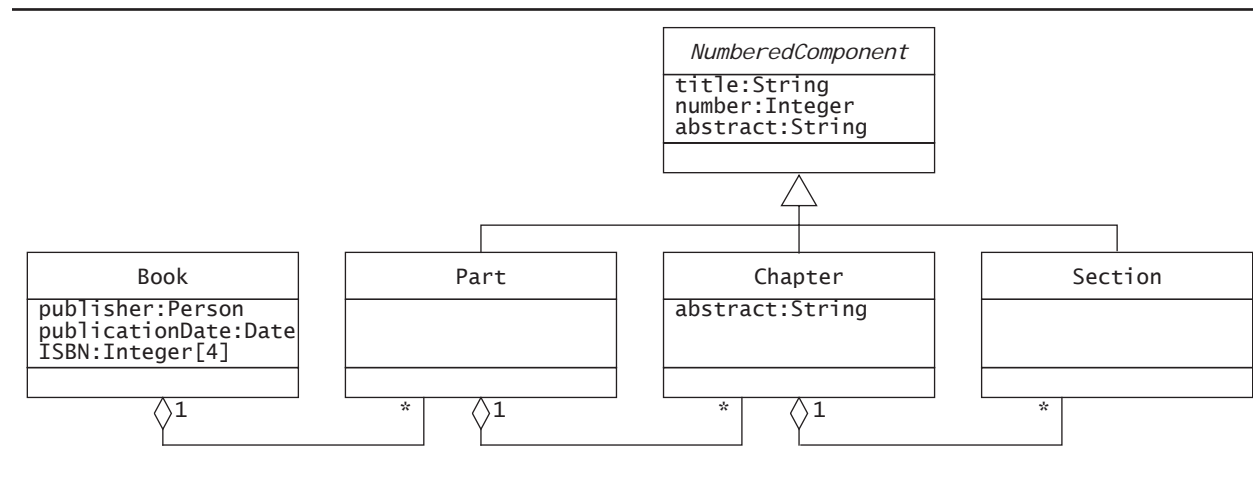 NumberedComponent
title:String
number:Integer
abstract:String
Book
publisher:Person
publicationDate:Date
ISBN:Integer[4]
Part
Chapter
abstract:String
Section
1
*
1
*
1
*